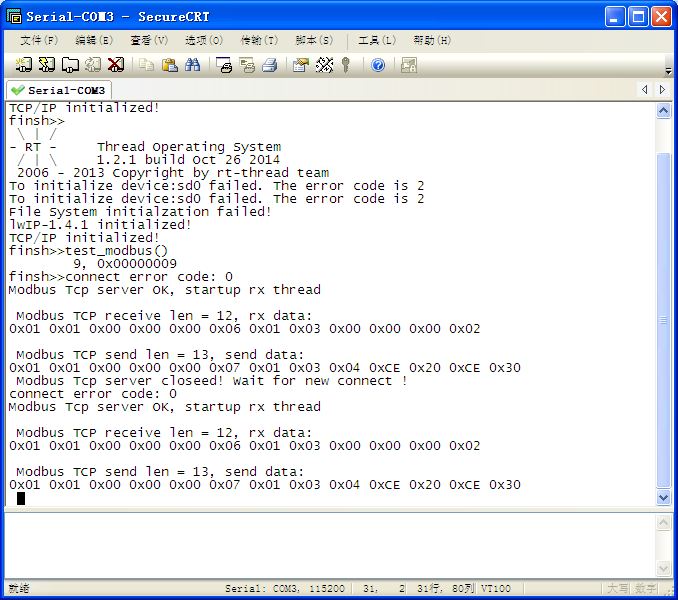 Serial-COM3 - SecureCRT
文件(F) 编辑(E) 查看(V) 选项(O) 传输(T) 脚本(S) 工具(L) 帮助(H)
Serial-COM3
TCP/IP initialized!
finsh>>
\ | /
- RT -     Thread Operating System
/ | \     1.2.1 build Oct 26 2014
2006 - 2013 Copyright by rt-thread team
To initialize device:sd0 failed. The error code is 2
To initialize device:sd0 failed. The error code is 2
File System initialzation failed!
lwIP-1.4.1 initialized!
TCP/IP initialized!
finsh>>test_modbus()
9, 0x00000009
finsh>>connect error code: 0
Modbus Tcp server OK, startup rx thread
Modbus TCP receive len = 12, rx data:
0x01 0x01 0x00 0x00 0x00 0x06 0x01 0x03 0x00 0x00 0x00 0x02
Modbus TCP send len = 13, send data:
0x01 0x01 0x00 0x00 0x00 0x07 0x01 0x03 0x04 0xCE 0x20 0xCE 0x30
Modbus Tcp server closeed! Wait for new connect !
connect error code: 0
Modbus Tcp server OK, startup rx thread
Modbus TCP receive len = 12, rx data:
0x01 0x01 0x00 0x00 0x00 0x06 0x01 0x03 0x00 0x00 0x00 0x02
Modbus TCP send len = 13, send data:
0x01 0x01 0x00 0x00 0x00 0x07 0x01 0x03 0x04 0xCE 0x20 0xCE 0x30
就绪 Serial: COM3, 115200 31, 2 31行, 80列 VT100 大写 数字